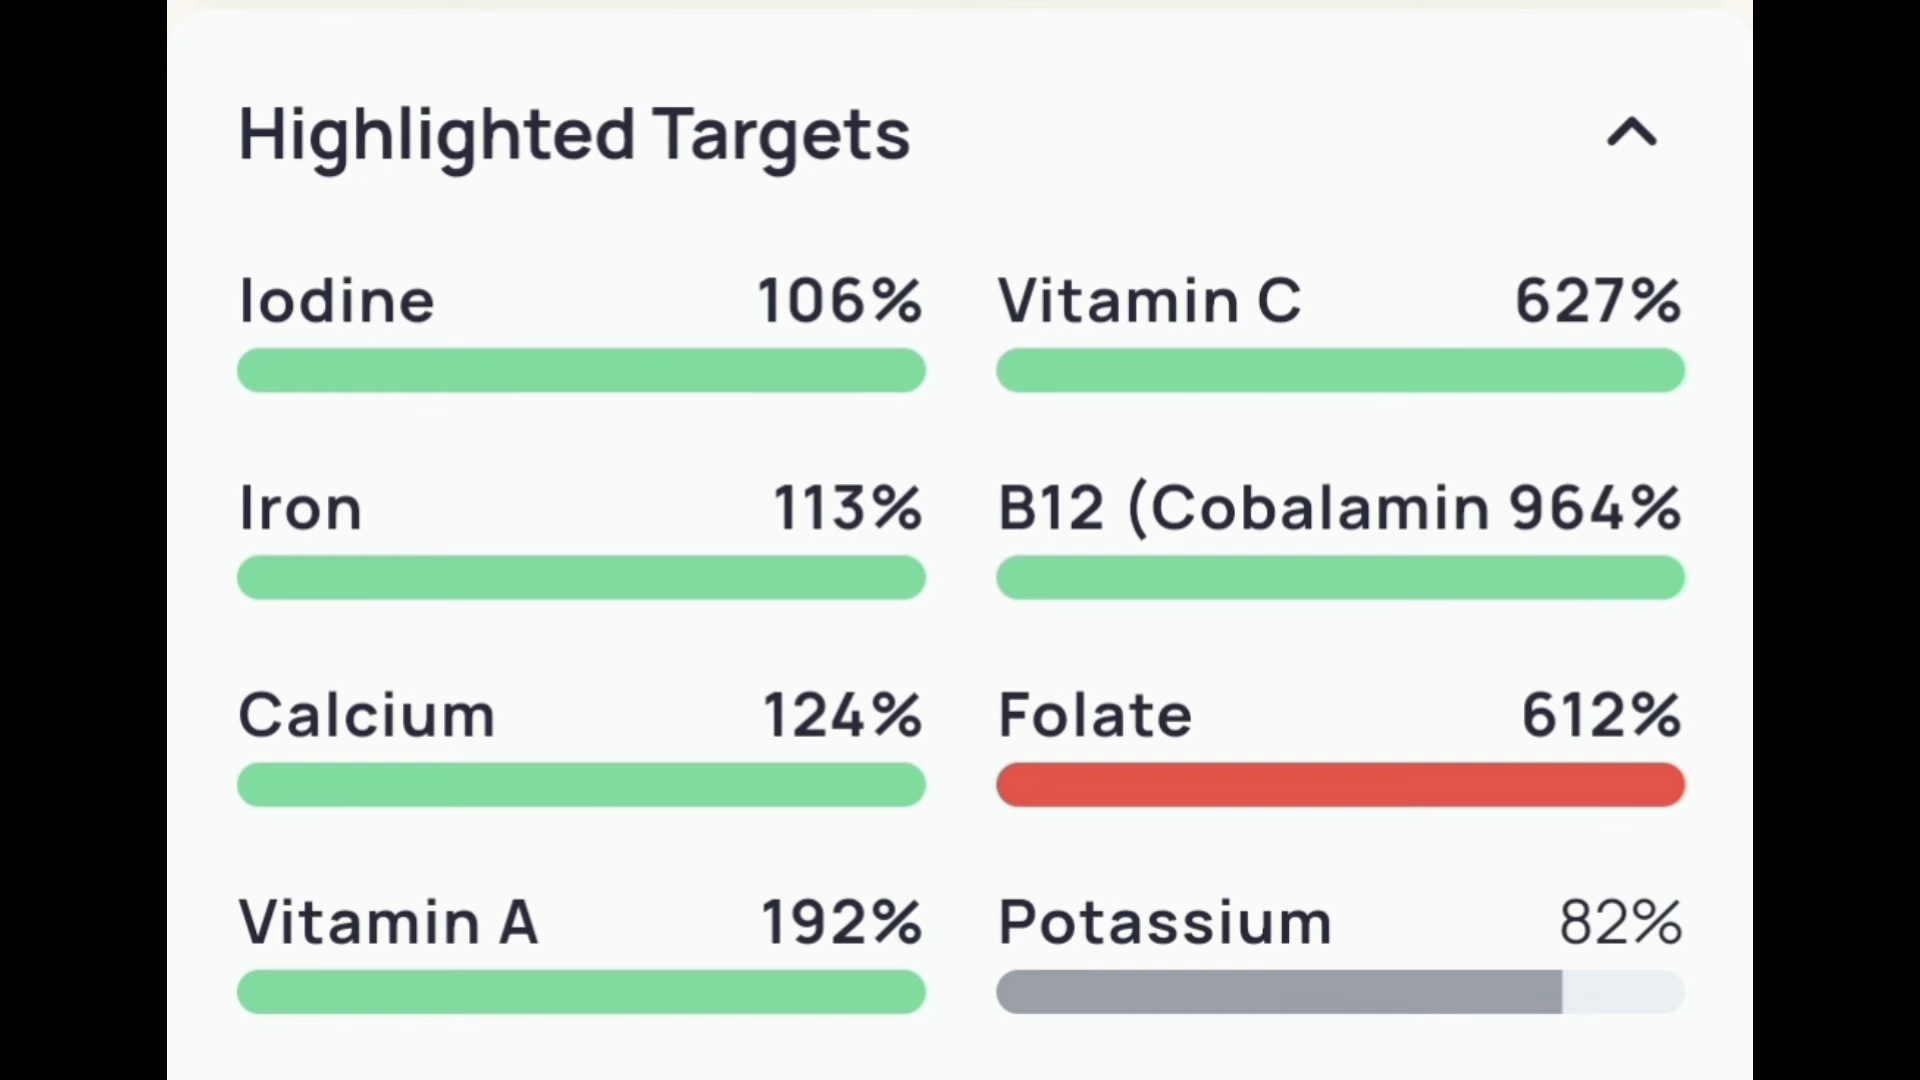 Highlighted Targets
Iodine 106%
Vitamin C 627%
Iron 113%
B12 (Cobalamin 964%
Calcium 124%
Folate 612%
Vitamin A 192%
Potassium 82%